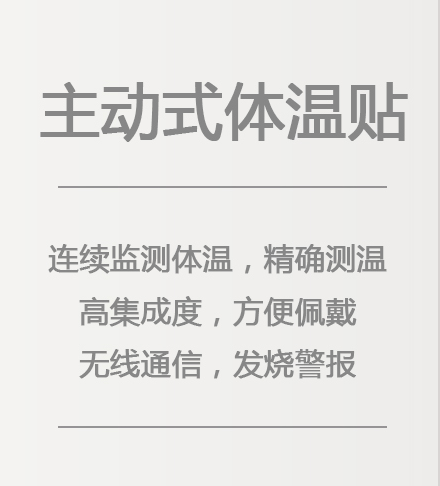 主动式体温贴
连续监测体温，精确测温
高集成度，方便佩戴
无线通信，发烧警报